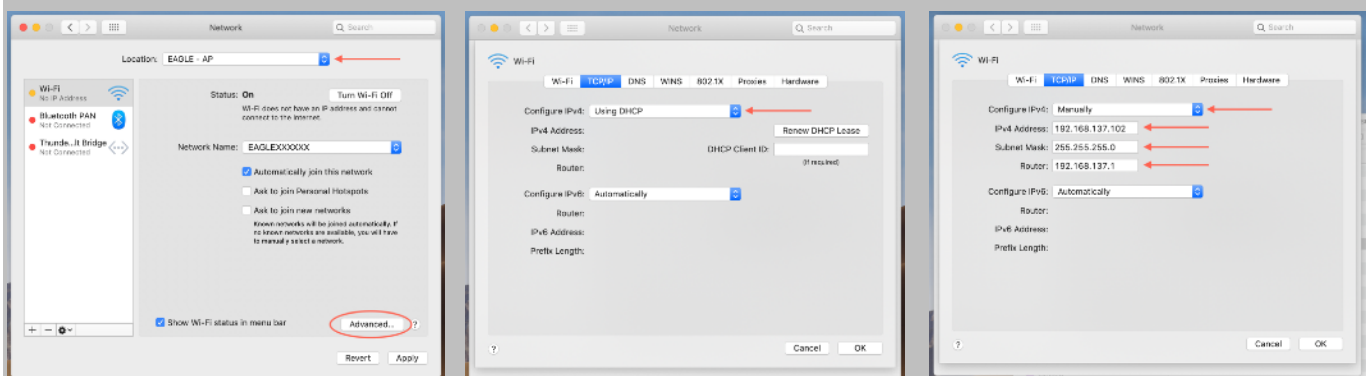 Network
Search
Location: EAGLE - AP
Wi-Fi
No IP Address
Bluetooth PAN
Not Connected
Thunde...lt Bridge
Not Connected
Status: On
Turn Wi-Fi Off
Wi-Fi does not have an IP address and cannot
connect to the internet.
Network Name: EAGLEXXXXXX
Automatically join this network
Ask to join Personal Hotspots
Ask to join new networks
Known networks will be joined automatically. If
no known networks are available, you will have
to manually select a network.
Show Wi-Fi status in menu bar
Advanced...
?
Revert
Apply
Network
Search
Wi-Fi
Wi-Fi TCP/IP DNS WINS 802.1X Proxies Hardware
Configure IPv4: Using DHCP
IPv4 Address:
Renew DHCP Lease
Subnet Mask:
DHCP Client ID:
(If required)
Router:
Configure IPv6: Automatically
Router:
IPv6 Address:
Prefix Length:
?
Cancel
OK
Network
Search
Wi-Fi
Wi-Fi TCP/IP DNS WINS 802.1X Proxies Hardware
Configure IPv4: Manually
IPv4 Address: 192.168.137.102
Subnet Mask: 255.255.255.0
Router: 192.168.137.1
Configure IPv6: Automatically
Router:
IPv6 Address:
Prefix Length:
?
Cancel
OK